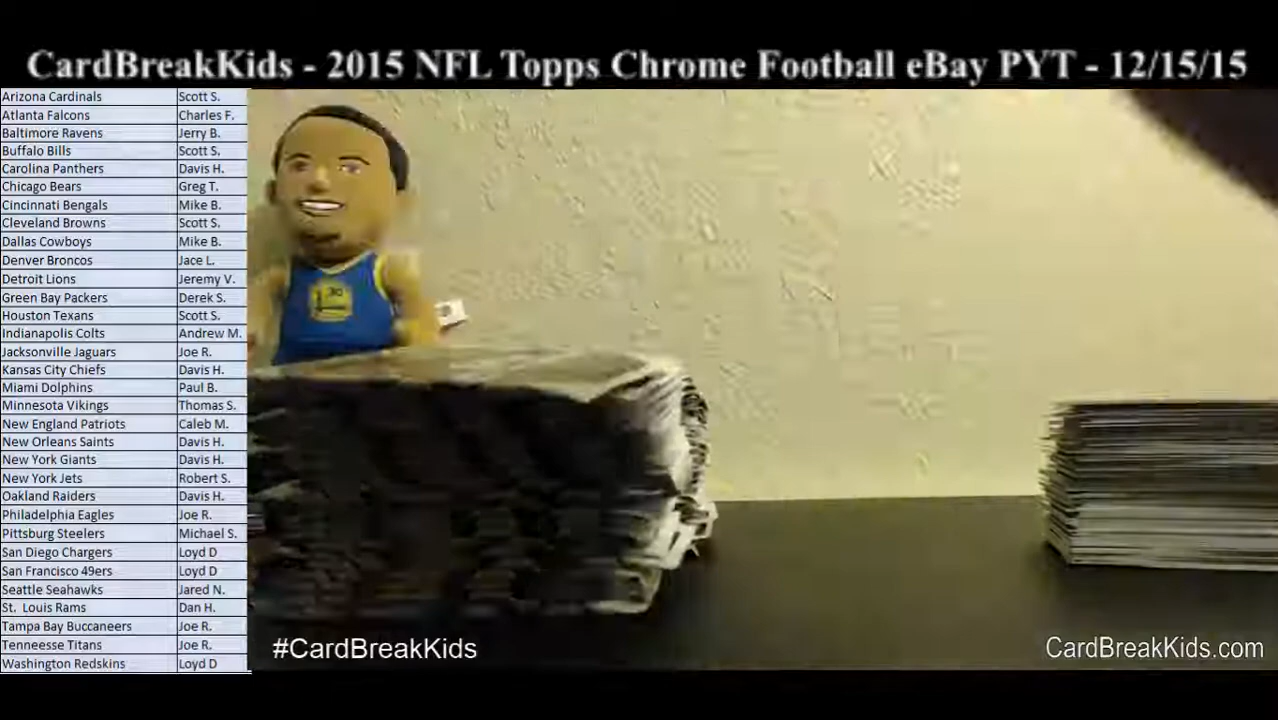 CardBreakKids - 2015 NFL Topps Chrome Football eBay PYT - 12/15/15
Arizona Cardinals Scott S.
Atlanta Falcons Charles F.
Baltimore Ravens Jerry B.
Buffalo Bills Scott S.
Carolina Panthers Davis H.
Chicago Bears Greg T.
Cincinnati Bengals Mike B.
Cleveland Browns Scott S.
Dallas Cowboys Mike B.
Denver Broncos Jace L.
Detroit Lions Jeremy V.
Green Bay Packers Derek S.
Houston Texans Scott S.
Indianapolis Colts Andrew M.
Jacksonville Jaguars Joe R.
Kansas City Chiefs Davis H.
Miami Dolphins Paul B.
Minnesota Vikings Thomas S.
New England Patriots Caleb M.
New Orleans Saints Davis H.
New York Giants Davis H.
New York Jets Robert S.
Oakland Raiders Davis H.
Philadelphia Eagles Joe R.
Pittsburg Steelers Michael S.
San Diego Chargers Loyd D
San Francisco 49ers Loyd D
Seattle Seahawks Jared N.
St. Louis Rams Dan H.
Tampa Bay Buccaneers Joe R.
Tenneesse Titans Joe R.
Washington Redskins Loyd D
30
#CardBreakKids
CardBreakKids.com